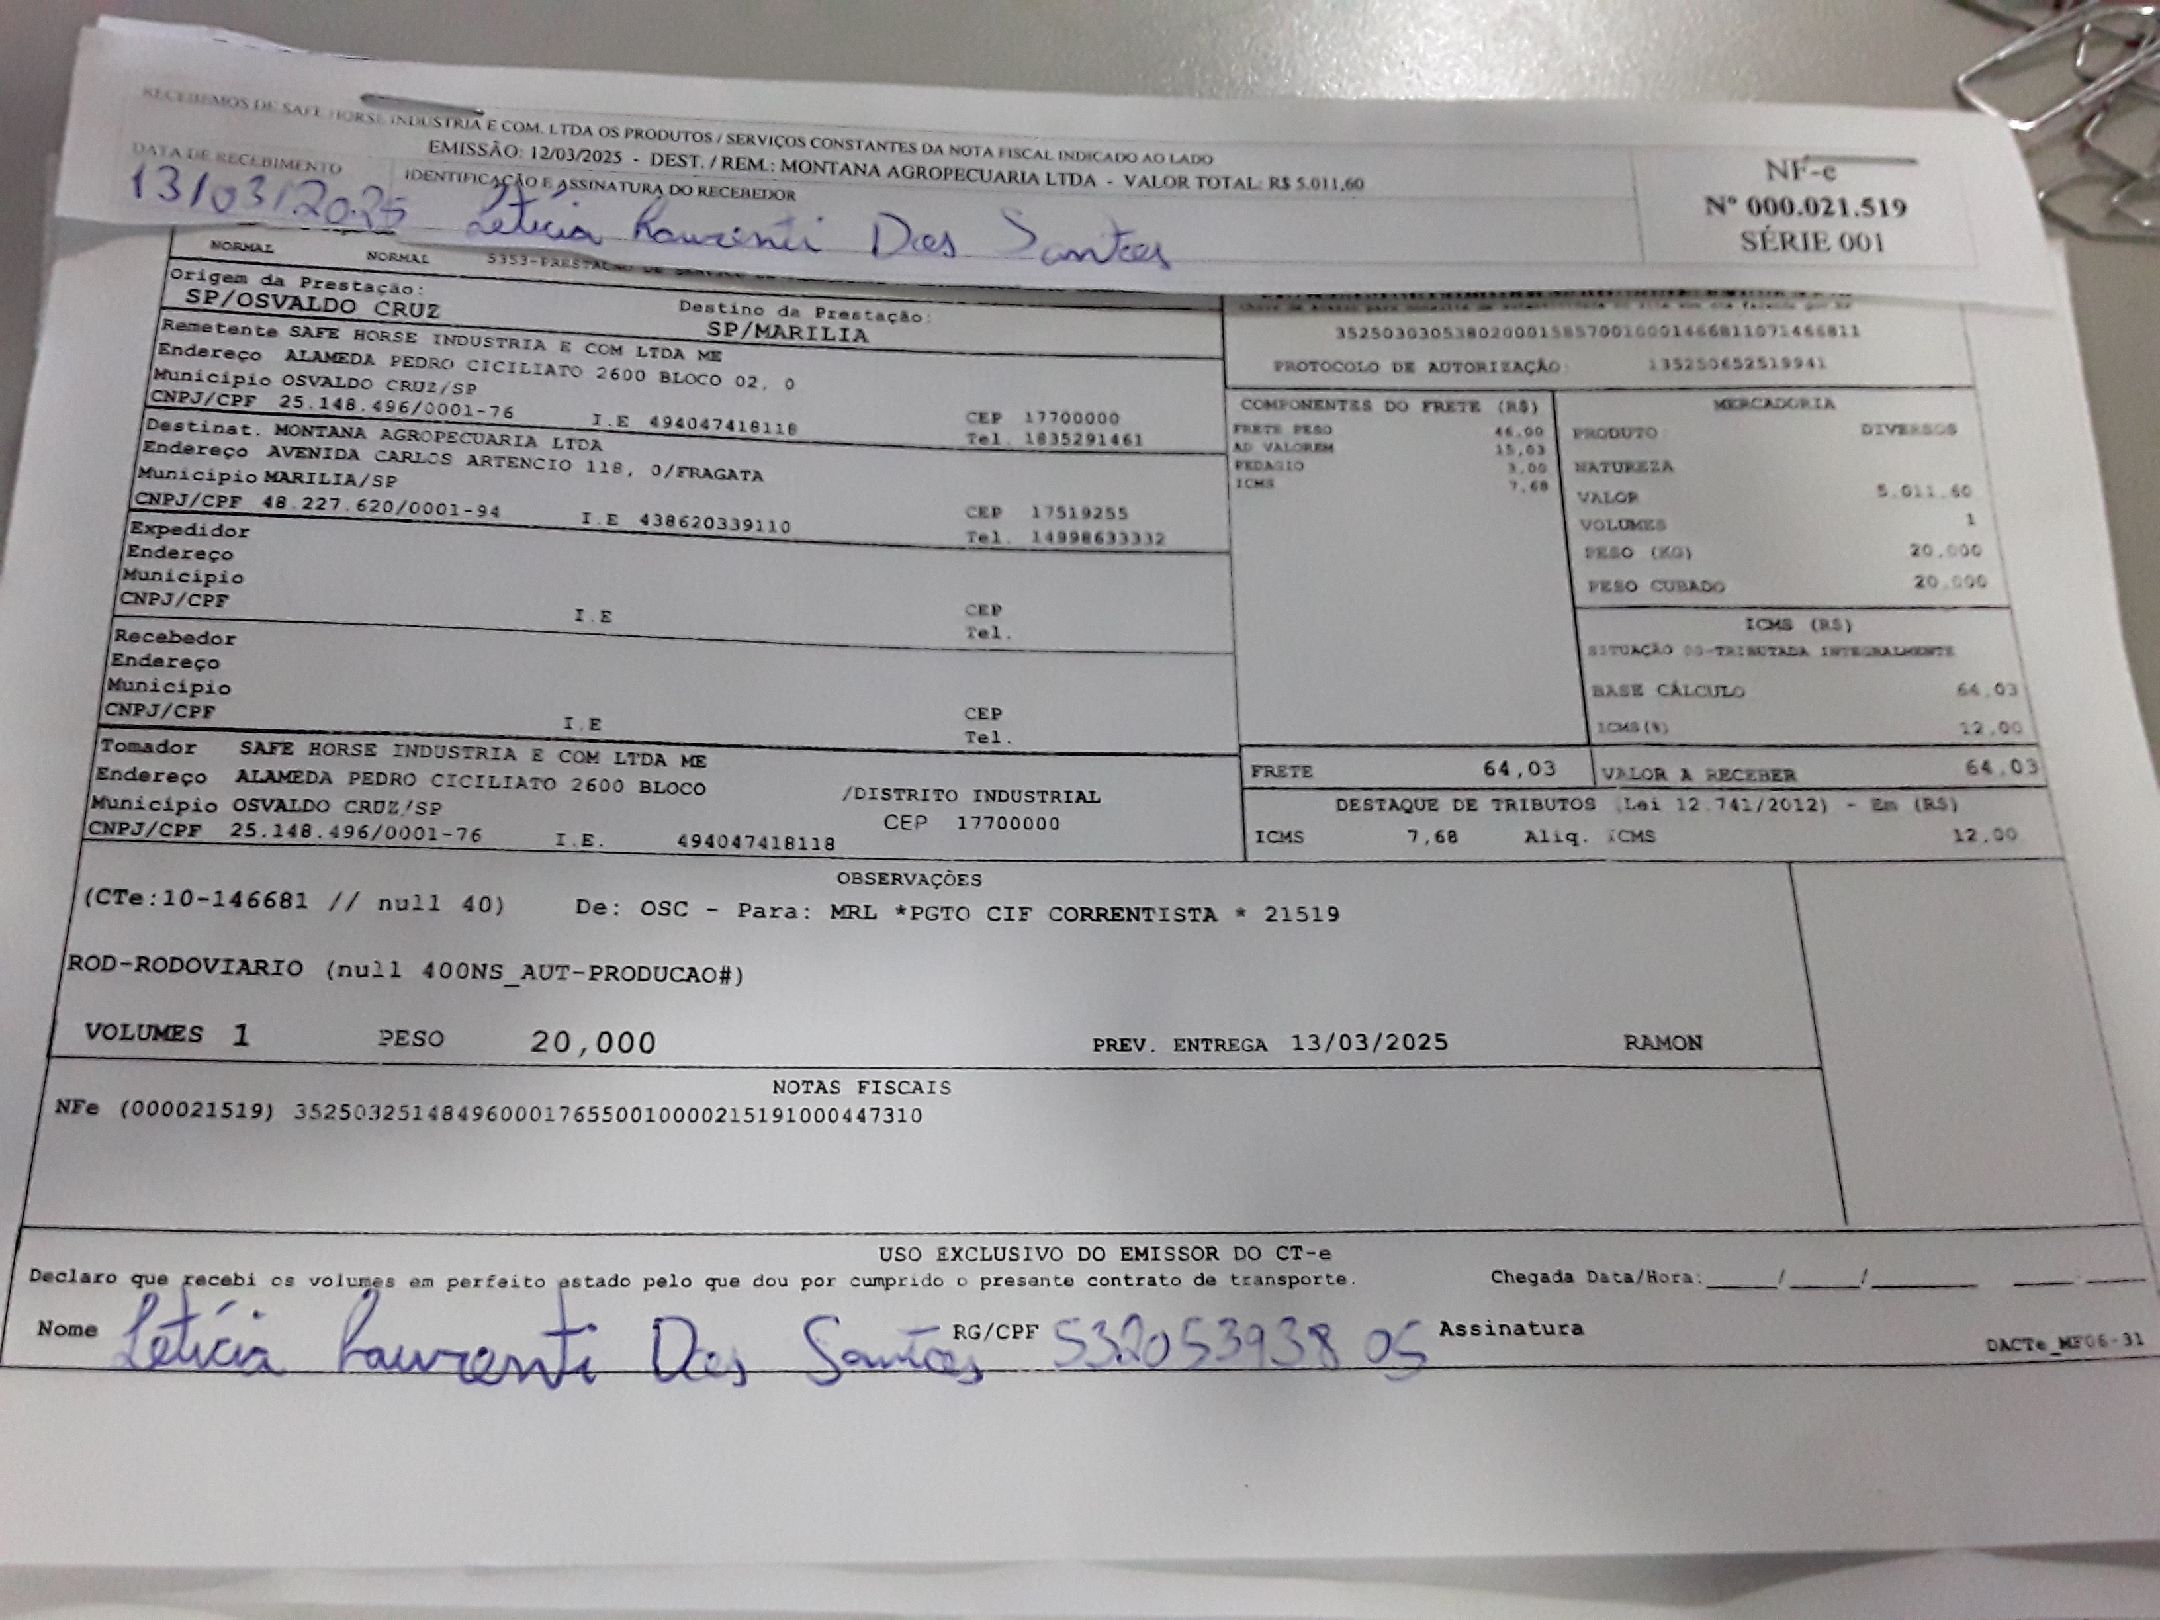 RECEBEMOS DE SAFE HORSE INDUSTRIA E COM. LTDA OS PRODUTOS / SERVIÇOS CONSTANTES DA NOTA FISCAL INDICADO AO LADO
EMISSÃO: 12/03/2025 - DEST. / REM.: MONTANA AGROPECUARIA LTDA - VALOR TOTAL: R$ 5.011,60
DATA DE RECEBIMENTO IDENTIFICAÇÃO E ASSINATURA DO RECEBEDOR
13/03/2025 Letícia Laurenti Dos Santos
NF-e
Nº 000.021.519
SÉRIE 001
NORMAL NORMAL 5353-PRESTAÇÃO DE
Origem da Prestação: Destino da Prestação:
SP/OSVALDO CRUZ SP/MARILIA
Remetente SAFE HORSE INDUSTRIA E COM LTDA ME
Endereço ALAMEDA PEDRO CICILIATO 2600 BLOCO 02, 0
Município OSVALDO CRUZ/SP CEP 17700000
CNPJ/CPF 25.148.496/0001-76 I.E 494047418118 Tel. 1835291461
Destinat. MONTANA AGROPECUARIA LTDA
Endereço AVENIDA CARLOS ARTENCIO 118, 0/FRAGATA
Município MARILIA/SP CEP 17519255
CNPJ/CPF 48.227.620/0001-94 I.E 438620339110 Tel. 14998633332
Expedidor
Endereço
Município CEP
CNPJ/CPF I.E Tel.
Recebedor
Endereço
Município CEP
CNPJ/CPF I.E Tel.
Tomador SAFE HORSE INDUSTRIA E COM LTDA ME
Endereço ALAMEDA PEDRO CICILIATO 2600 BLOCO /DISTRITO INDUSTRIAL
Município OSVALDO CRUZ/SP CEP 17700000
CNPJ/CPF 25.148.496/0001-76 I.E. 494047418118
35250303053802000158570010001466811071466811
PROTOCOLO DE AUTORIZAÇÃO: 135250652519941
COMPONENTES DO FRETE (R$)
FRETE PESO 46,00
AD VALOREM 15,03
PEDAGIO 3,00
ICMS 7,68
MERCADORIA
PRODUTO DIVERSOS
NATUREZA
VALOR 5.011,60
VOLUMES 1
PESO (KG) 20,000
PESO CUBADO 20,000
ICMS (R$)
SITUAÇÃO 00-TRIBUTADA INTEGRALMENTE
BASE CÁLCULO 64,03
ICMS(%) 12,00
FRETE 64,03 VALOR A RECEBER 64,03
DESTAQUE DE TRIBUTOS (Lei 12.741/2012) - Em (R$)
ICMS 7,68 Aliq. ICMS 12,00
OBSERVAÇÕES
(CTe:10-146681 // null 40) De: OSC - Para: MRL *PGTO CIF CORRENTISTA * 21519
ROD-RODOVIARIO (null 400NS_AUT-PRODUCAO#)
VOLUMES 1 PESO 20,000 PREV. ENTREGA 13/03/2025 RAMON
NOTAS FISCAIS
NFe (000021519) 35250325148496000176550010000215191000447310
USO EXCLUSIVO DO EMISSOR DO CT-e
Declaro que recebi os volumes em perfeito estado pelo que dou por cumprido o presente contrato de transporte. Chegada Data/Hora:_____/_____/________ ____:____
Nome Letícia Laurenti Dos Santos RG/CPF 532053938 05 Assinatura
DACTe_MF06-31